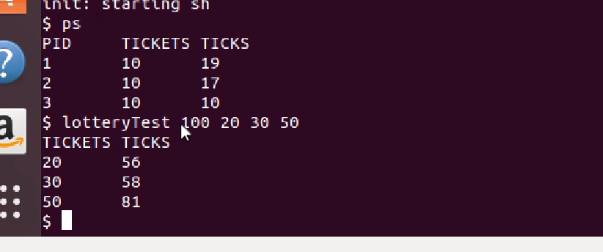 init: starting sh
$ ps
PID TICKETS TICKS
1 10 19
2 10 17
3 10 10
$ lotteryTest 100 20 30 50
TICKETS TICKS
20 56
30 58
50 81
$